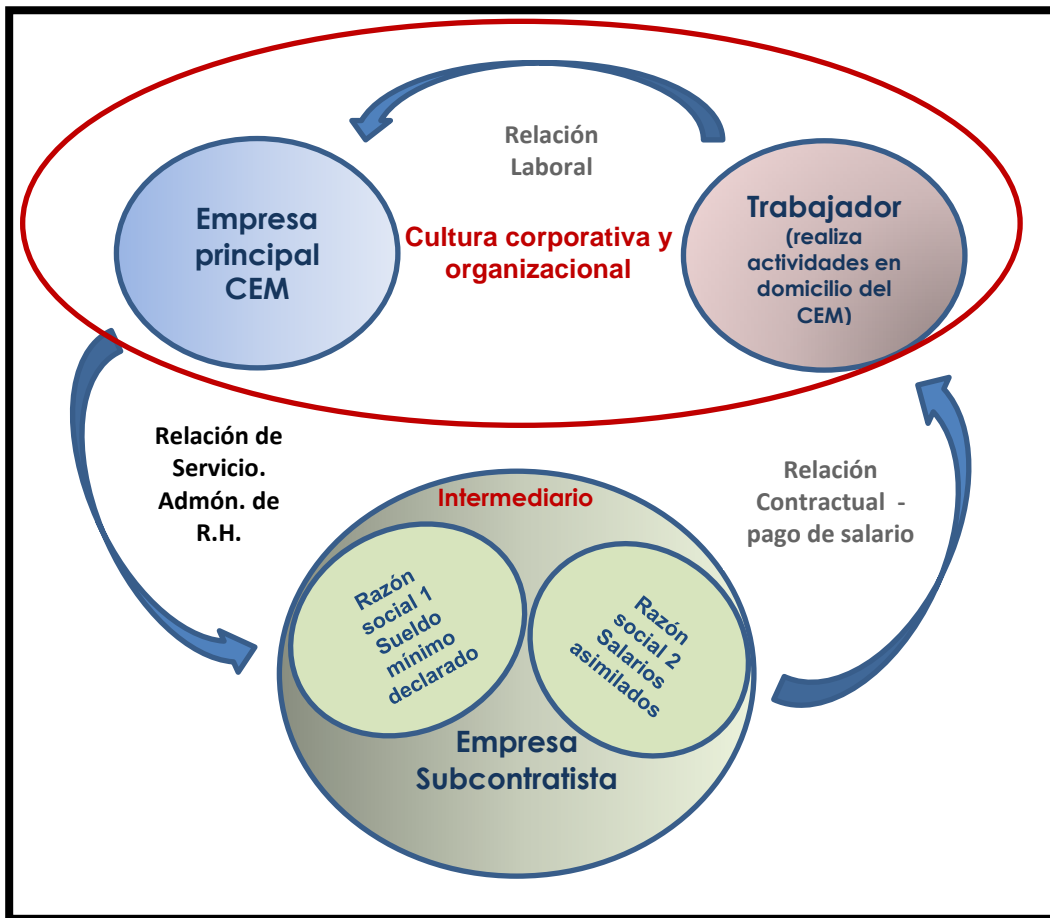 Relación
Laboral
Empresa
principal
CEM
Cultura corporativa y
organizacional
Trabajador
(realiza
actividades en
domicilio del
CEM)
Relación de
Servicio.
Admón. de
R.H.
Intermediario
Razón
social 1
Sueldo
mínimo
declarado
Razón
social 2
Salarios
asimilados
Empresa
Subcontratista
Relación
Contractual -
pago de salario